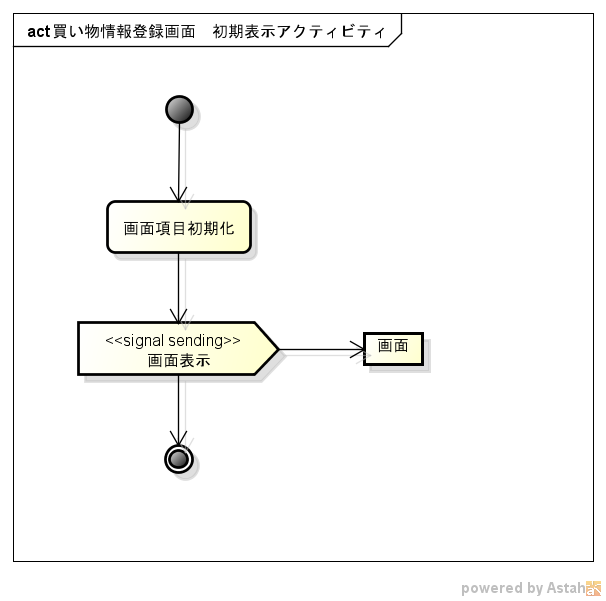 act 買い物情報登録画面　初期表示アクティビティ
画面項目初期化
<<signal sending>>
画面表示
画面
powered by Astah